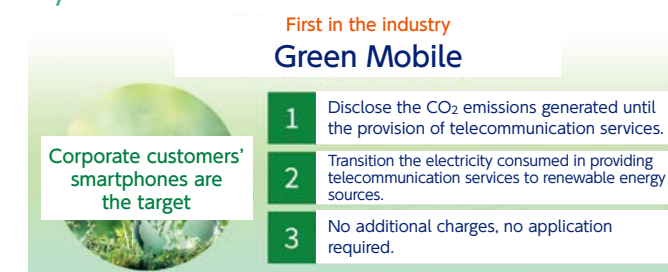 First in the industry
Green Mobile
Corporate customers'
smartphones are
the target
1
Disclose the CO2 emissions generated until
the provision of telecommunication services.
2
Transition the electricity consumed in providing
telecommunication services to renewable energy
sources.
3
No additional charges, no application
required.